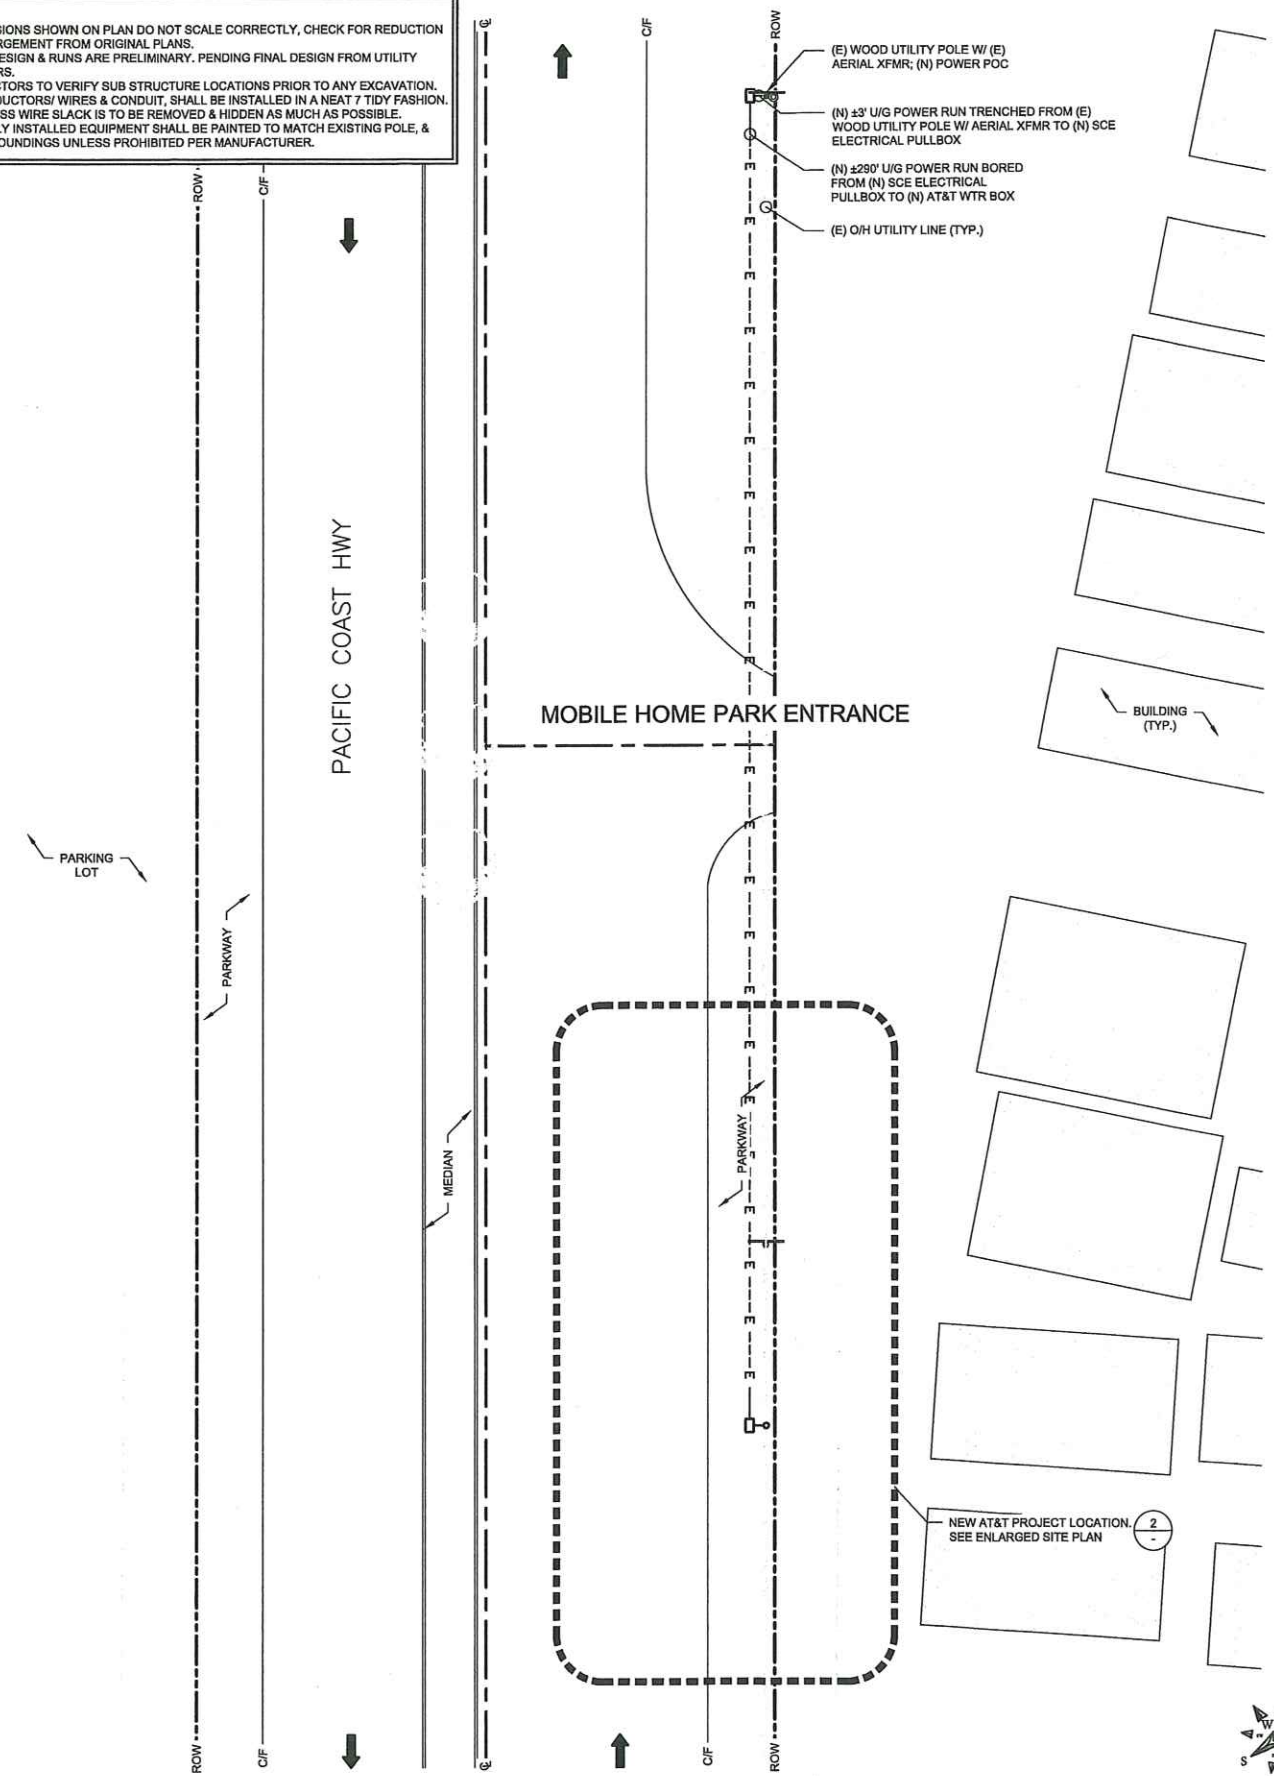 SIONS SHOWN ON PLAN DO NOT SCALE CORRECTLY, CHECK FOR REDUCTION
RGEMENT FROM ORIGINAL PLANS.
ESIGN & RUNS ARE PRELIMINARY. PENDING FINAL DESIGN FROM UTILITY
RS.
CTORS TO VERIFY SUB STRUCTURE LOCATIONS PRIOR TO ANY EXCAVATION.
DUCTORS/ WIRES & CONDUIT, SHALL BE INSTALLED IN A NEAT 7 TIDY FASHION.
SS WIRE SLACK IS TO BE REMOVED & HIDDEN AS MUCH AS POSSIBLE.
LY INSTALLED EQUIPMENT SHALL BE PAINTED TO MATCH EXISTING POLE, &
OUNDINGS UNLESS PROHIBITED PER MANUFACTURER.
C/F
ROW
(E) WOOD UTILITY POLE W/ (E)
AERIAL XFMR; (N) POWER POC
(N) ±3' U/G POWER RUN TRENCHED FROM (E)
WOOD UTILITY POLE W/ AERIAL XFMR TO (N) SCE
ELECTRICAL PULLBOX
(N) ±290' U/G POWER RUN BORED
FROM (N) SCE ELECTRICAL
PULLBOX TO (N) AT&T WTR BOX
(E) O/H UTILITY LINE (TYP.)
ROW
C/F
PACIFIC COAST HWY
MOBILE HOME PARK ENTRANCE
BUILDING
(TYP.)
PARKING
LOT
PARKWAY
MEDIAN
PARKWAY
NEW AT&T PROJECT LOCATION.
SEE ENLARGED SITE PLAN
2
-
ROW
C/F
C/F
ROW
W
S